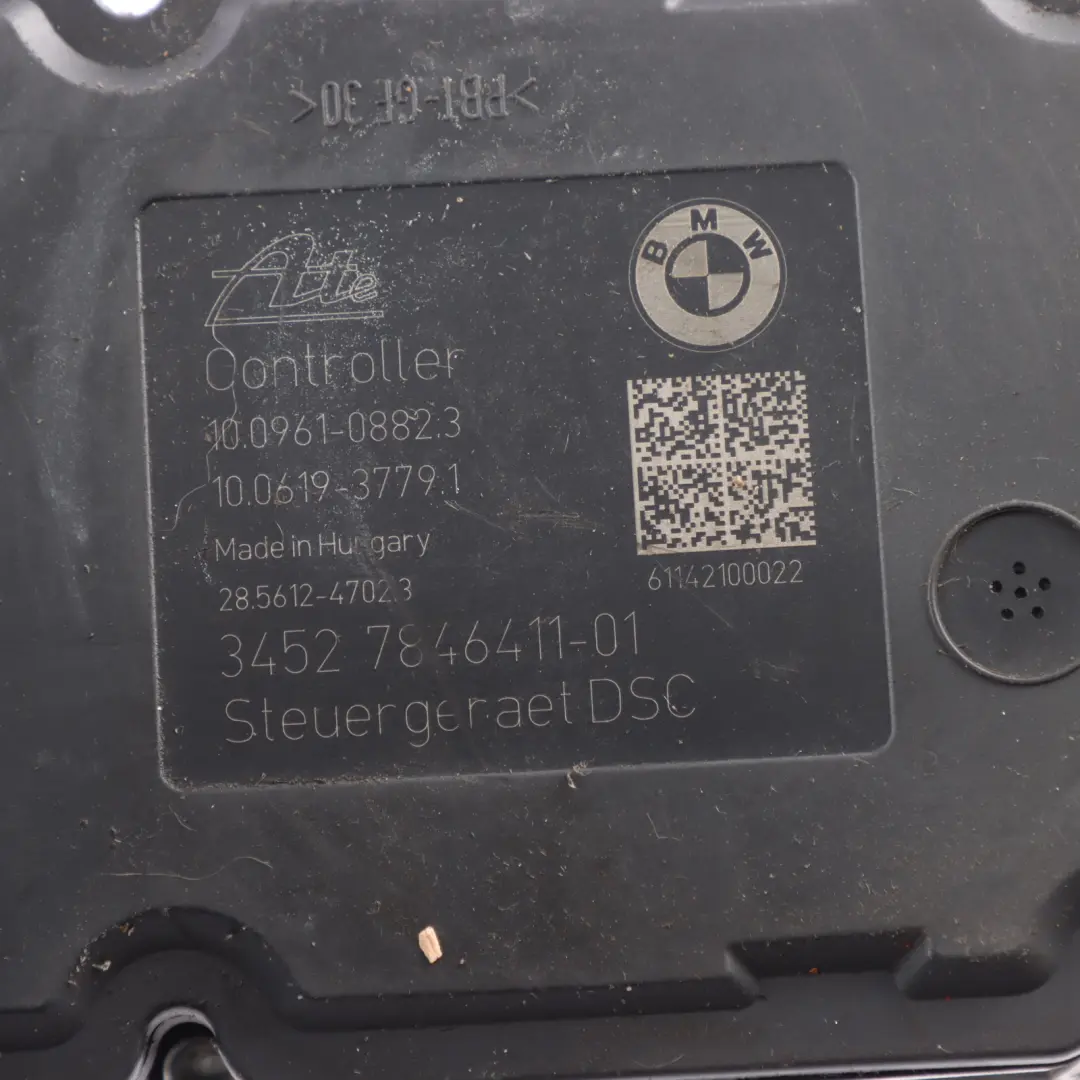 >PBT-GF 30<
Ate
BMW
Controller
10.0961-0882.3
10.0619-3779.1
Made in Hungary
28.5612-4702.3
61142100022
3452 7846411-01
Steuergeraet DSC